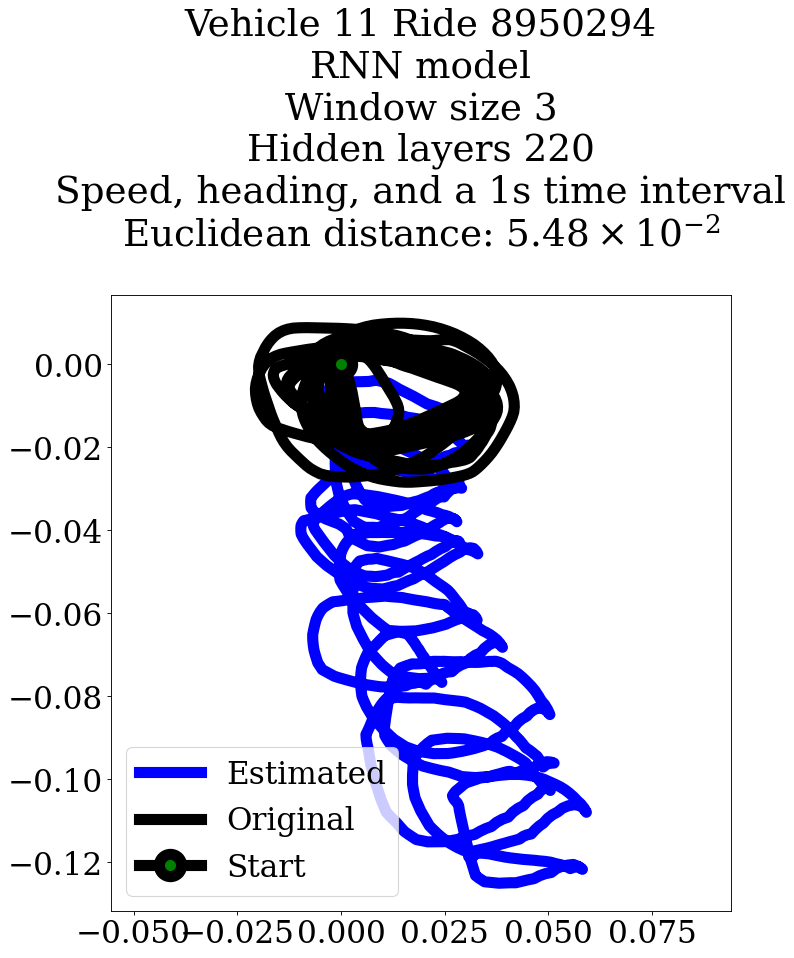 Vehicle 11 Ride 8950294
RNN model
Window size 3
Hidden layers 220
Speed, heading, and a 1s time interval
Euclidean distance: 5.48 × 10⁻²
0.00
−0.02
−0.04
−0.06
−0.08
−0.10
−0.12
Estimated
Original
Start
−0.050 −0.025 0.000 0.025 0.050 0.075